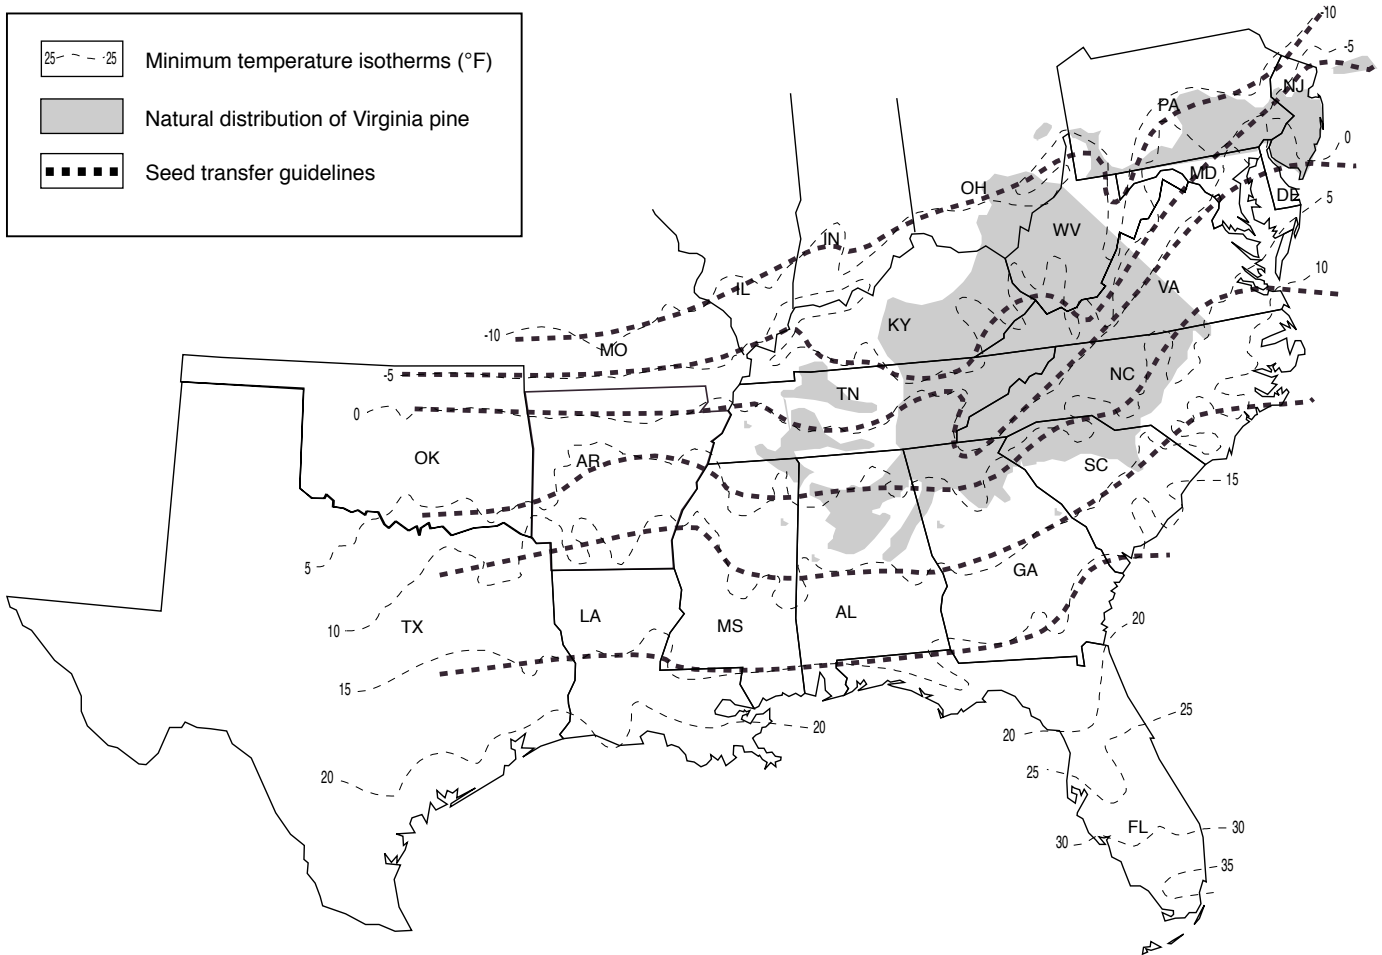 25 25 Minimum temperature isotherms (°F)
Natural distribution of Virginia pine
Seed transfer guidelines
-10
-5
NJ
PA
0
MD
OH
DE
5
WV
IN
10
VA
IL
KY
-10
MO
-5
NC
TN
0
OK
AR
SC
15
5
GA
AL
20
LA
10
TX
MS
15
25
20
20
25
20
FL
30
30
35